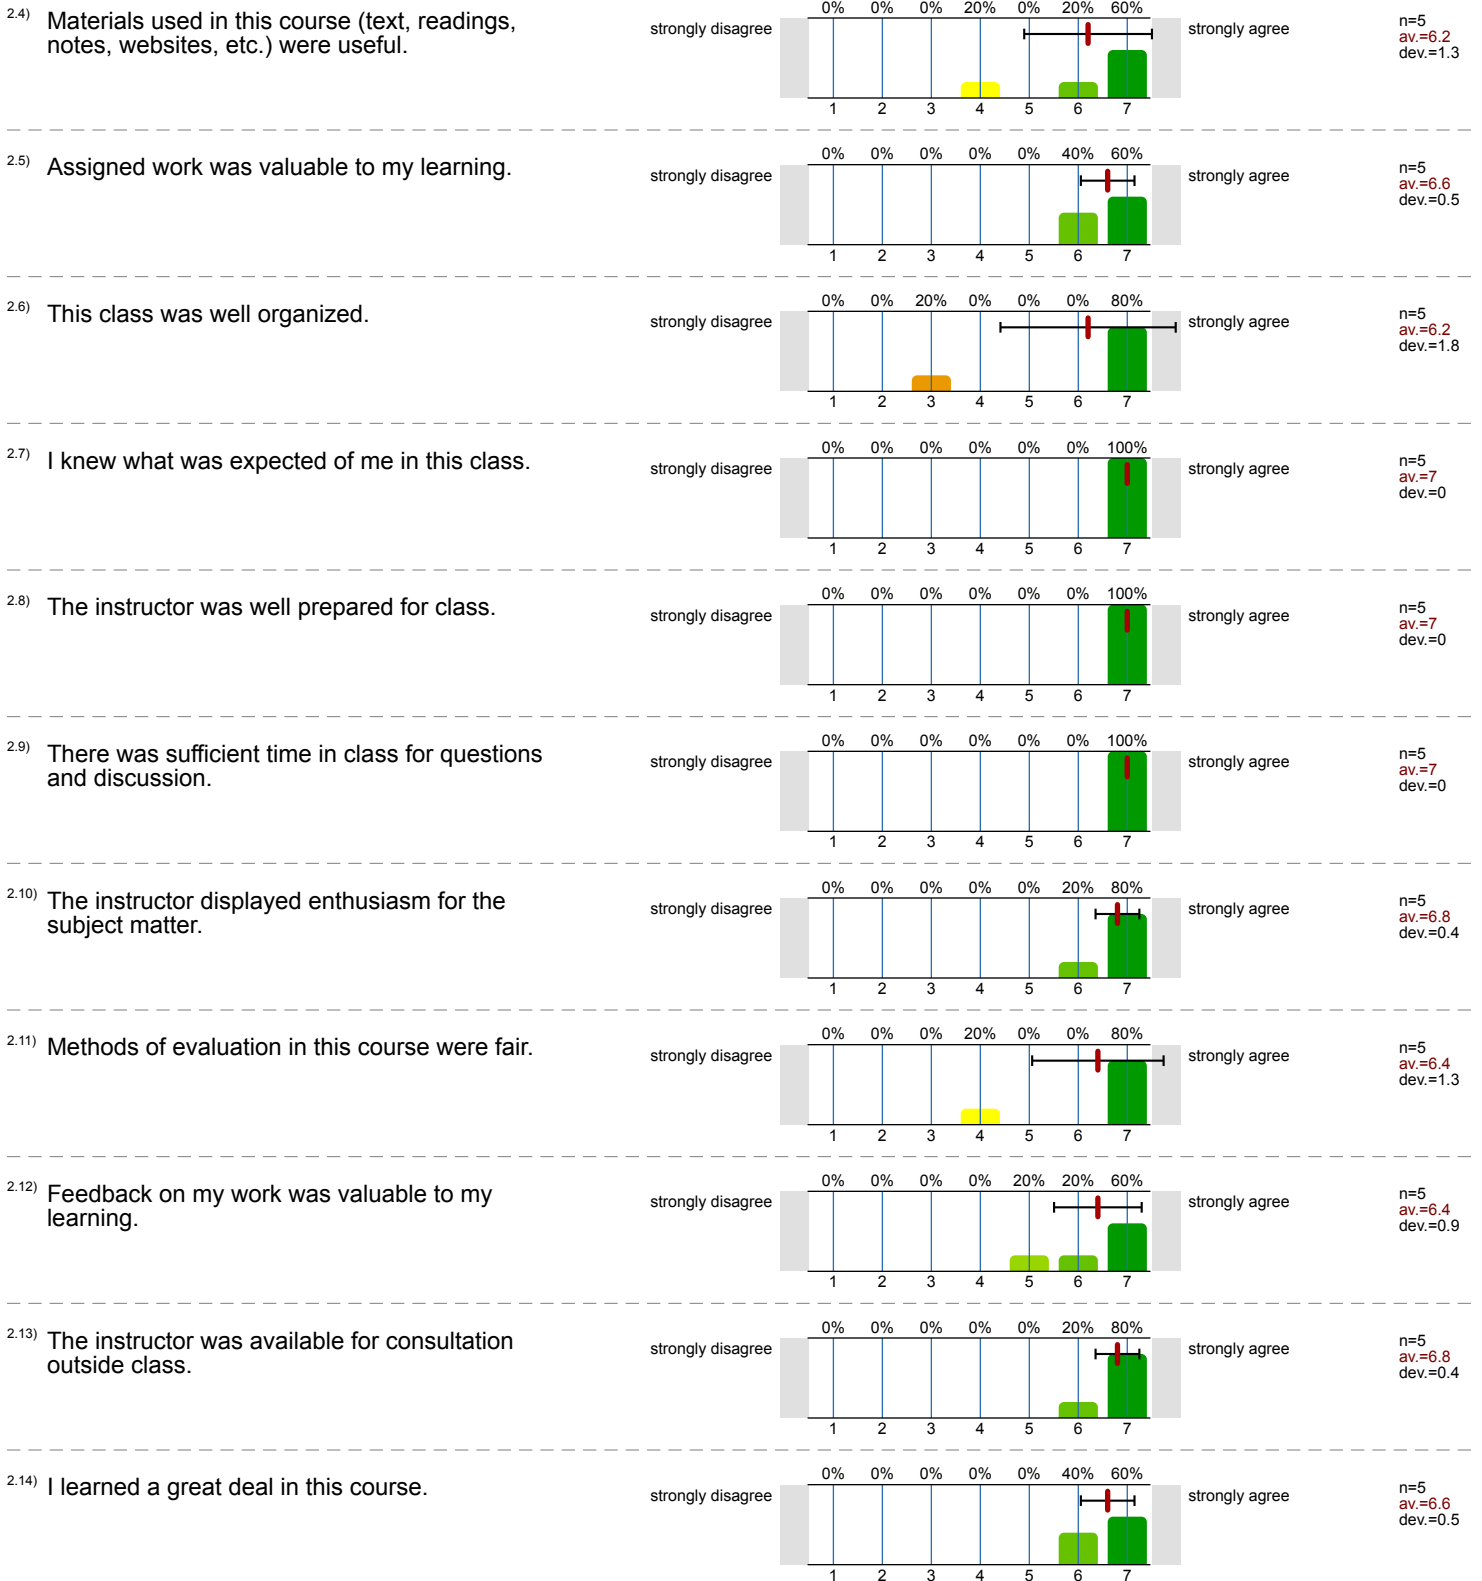 2.4) Materials used in this course (text, readings,
notes, websites, etc.) were useful.
strongly disagree
0% 0% 0% 20% 0% 20% 60%
1 2 3 4 5 6 7
strongly agree
n=5
av.=6.2
dev.=1.3
2.5) Assigned work was valuable to my learning.
strongly disagree
0% 0% 0% 0% 0% 40% 60%
1 2 3 4 5 6 7
strongly agree
n=5
av.=6.6
dev.=0.5
2.6) This class was well organized.
strongly disagree
0% 0% 20% 0% 0% 0% 80%
1 2 3 4 5 6 7
strongly agree
n=5
av.=6.2
dev.=1.8
2.7) I knew what was expected of me in this class.
strongly disagree
0% 0% 0% 0% 0% 0% 100%
1 2 3 4 5 6 7
strongly agree
n=5
av.=7
dev.=0
2.8) The instructor was well prepared for class.
strongly disagree
0% 0% 0% 0% 0% 0% 100%
1 2 3 4 5 6 7
strongly agree
n=5
av.=7
dev.=0
2.9) There was sufficient time in class for questions
and discussion.
strongly disagree
0% 0% 0% 0% 0% 0% 100%
1 2 3 4 5 6 7
strongly agree
n=5
av.=7
dev.=0
2.10) The instructor displayed enthusiasm for the
subject matter.
strongly disagree
0% 0% 0% 0% 0% 20% 80%
1 2 3 4 5 6 7
strongly agree
n=5
av.=6.8
dev.=0.4
2.11) Methods of evaluation in this course were fair.
strongly disagree
0% 0% 0% 20% 0% 0% 80%
1 2 3 4 5 6 7
strongly agree
n=5
av.=6.4
dev.=1.3
2.12) Feedback on my work was valuable to my
learning.
strongly disagree
0% 0% 0% 0% 20% 20% 60%
1 2 3 4 5 6 7
strongly agree
n=5
av.=6.4
dev.=0.9
2.13) The instructor was available for consultation
outside class.
strongly disagree
0% 0% 0% 0% 0% 20% 80%
1 2 3 4 5 6 7
strongly agree
n=5
av.=6.8
dev.=0.4
2.14) I learned a great deal in this course.
strongly disagree
0% 0% 0% 0% 0% 40% 60%
1 2 3 4 5 6 7
strongly agree
n=5
av.=6.6
dev.=0.5